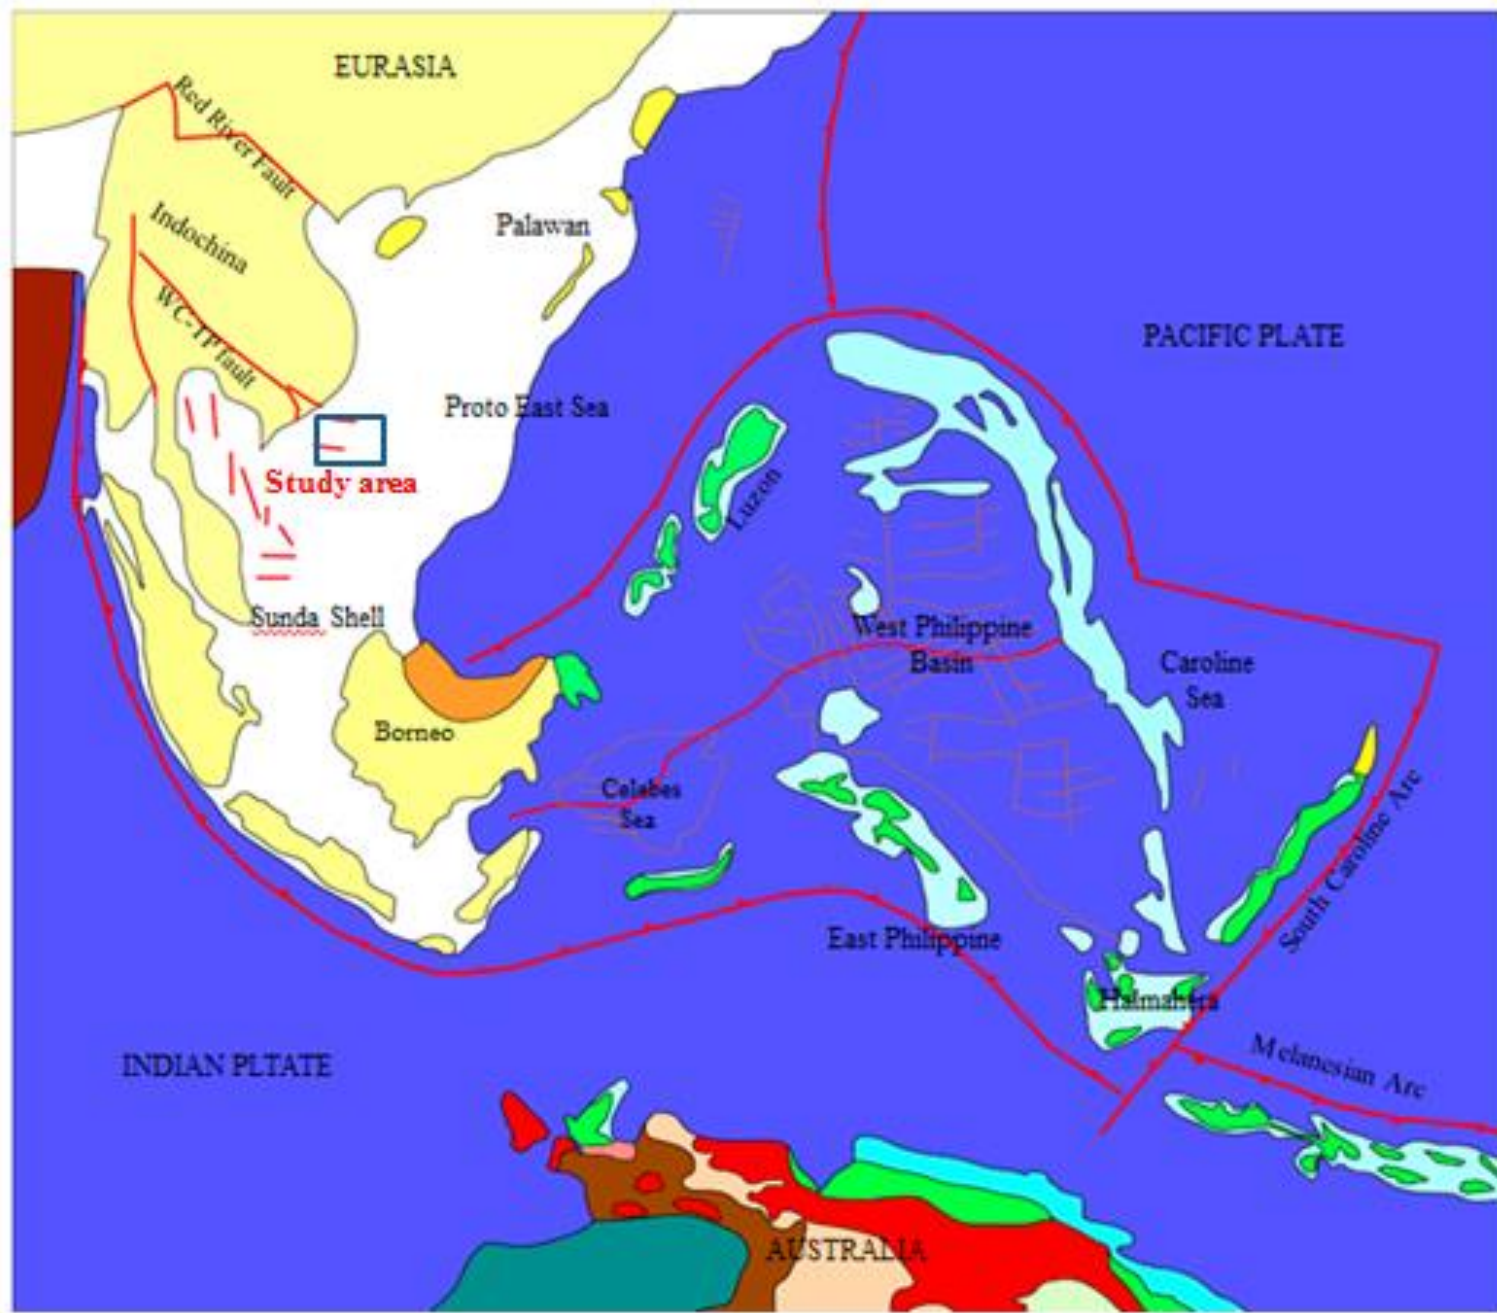 EURASIA
Red River Fault
Indochina
Palawan
WC-TP fault
PACIFIC PLATE
Proto East Sea
Study area
Luzon
Sunda Shell
West Philippine
Basin
Caroline
Sea
Borneo
Celebes
Sea
South Caroline Arc
East Philippine
Halmahera
INDIAN PLTATE
Melanesian Arc
AUSTRALIA